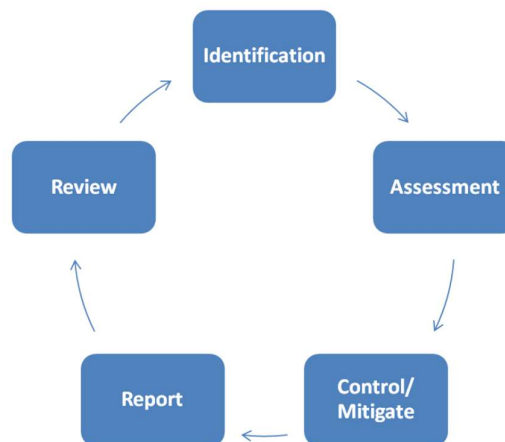 Identification
Assessment
Control/
Mitigate
Report
Review